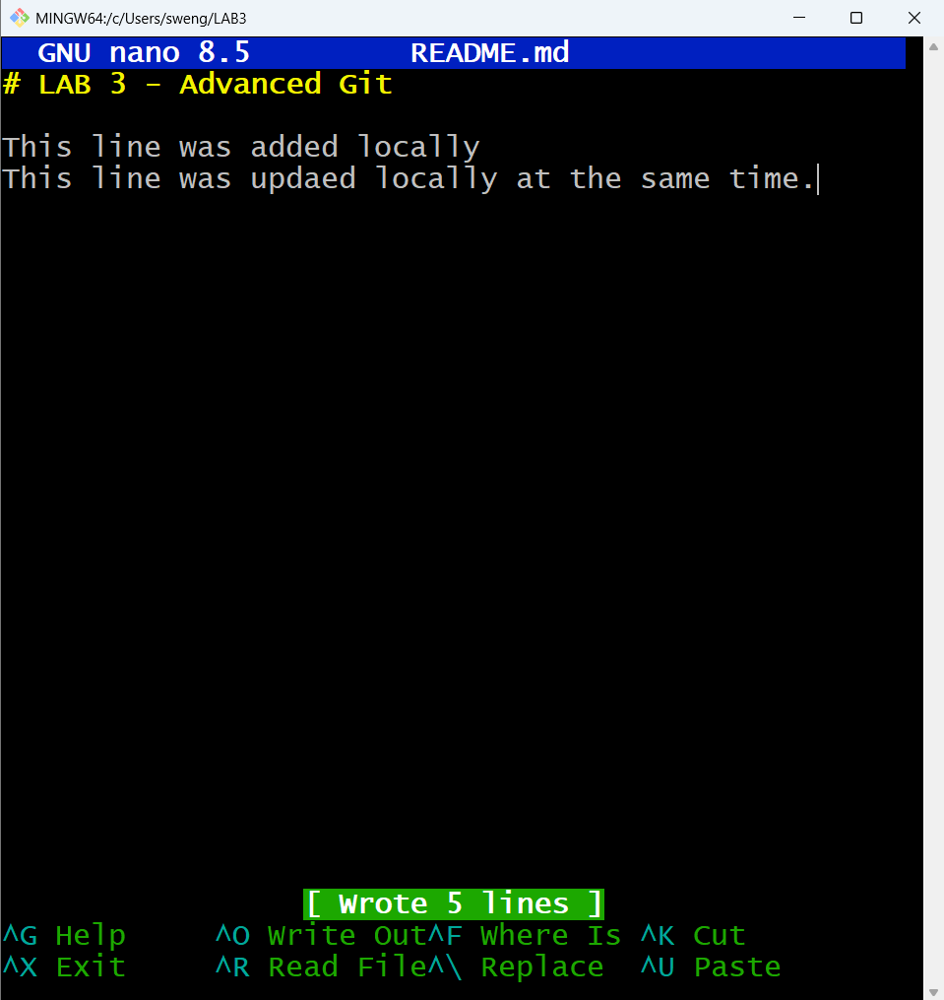 MINGW64:/c/Users/sweng/LAB3
GNU nano 8.5 README.md
# LAB 3 - Advanced Git
This line was added locally
This line was updaed locally at the same time.
[ Wrote 5 lines ]
^G Help ^O Write Out^F Where Is ^K Cut
^X Exit ^R Read File^\ Replace ^U Paste